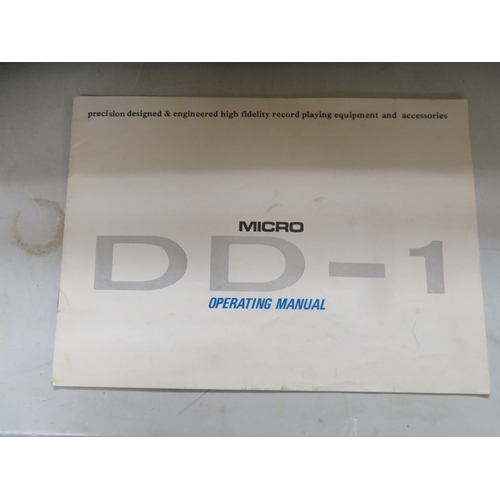 precision designed & engineered high fidelity record playing equipment and accessories
MICRO
DD-1
OPERATING MANUAL